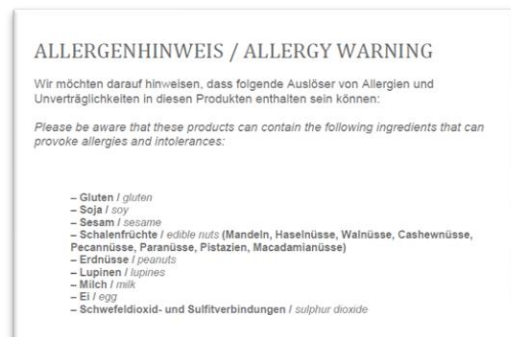 ALLERGENHINWEIS / ALLERGY WARNING
Wir möchten darauf hinweisen, dass folgende Auslöser von Allergien und
Unverträglichkeiten in diesen Produkten enthalten sein können:
Please be aware that these products can contain the following ingredients that can
provoke allergies and intolerances:
– Gluten / gluten
– Soja / soy
– Sesam / sesame
– Schalenfrüchte / edible nuts (Mandeln, Haselnüsse, Walnüsse, Cashewnüsse,
Pecannüsse, Paranüsse, Pistazien, Macadamianüsse)
– Erdnüsse / peanuts
– Lupinen / lupines
– Milch / milk
– Ei / egg
– Schwefeldioxid- und Sulfitverbindungen / sulphur dioxide